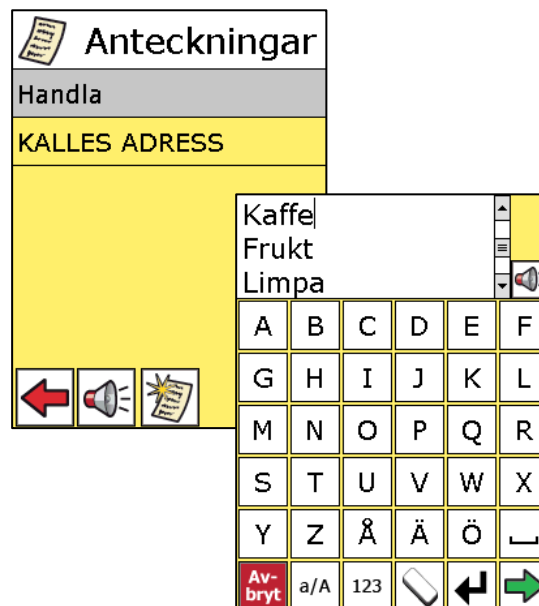 Anteckningar
Handla
KALLES ADRESS
Kaffe
Frukt
Limpa
A B C D E F
G H I J K L
M N O P Q R
S T U V W X
Y Z Å Ä Ö
Av-
bryt a/A 123